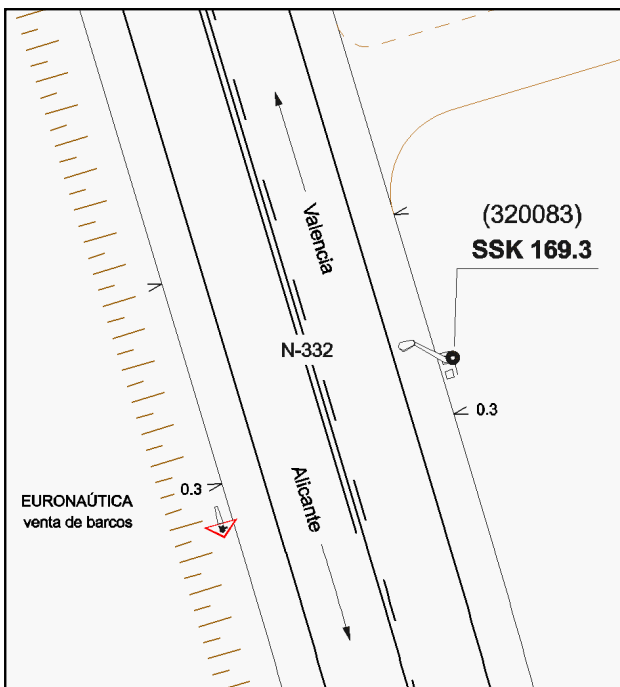 (320083)
SSK 169.3
Valencia
N-332
0.3
Alicante
0.3
EURONAÚTICA
venta de barcos